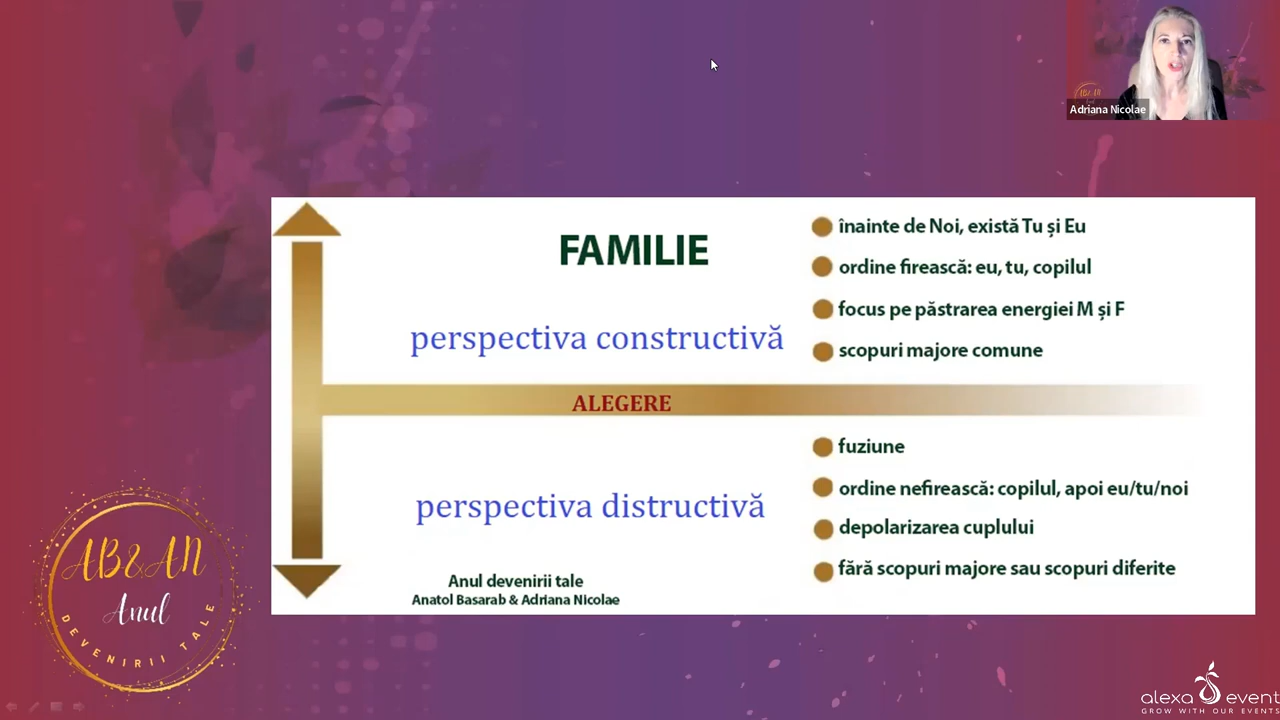 AB&AN
Adriana Nicolae
FAMILIE
perspectiva constructivă
înainte de Noi, există Tu și Eu
ordine firească: eu, tu, copilul
focus pe păstrarea energiei M și F
scopuri majore comune
ALEGERE
perspectiva distructivă
fuziune
ordine nefirească: copilul, apoi eu/tu/noi
depolarizarea cuplului
fără scopuri majore sau scopuri diferite
Anul devenirii tale
Anatol Basarab & Adriana Nicolae
AB&AN
Anul
DEVENIRII TALE
alexa event
GROW WITH OUR EVENTS